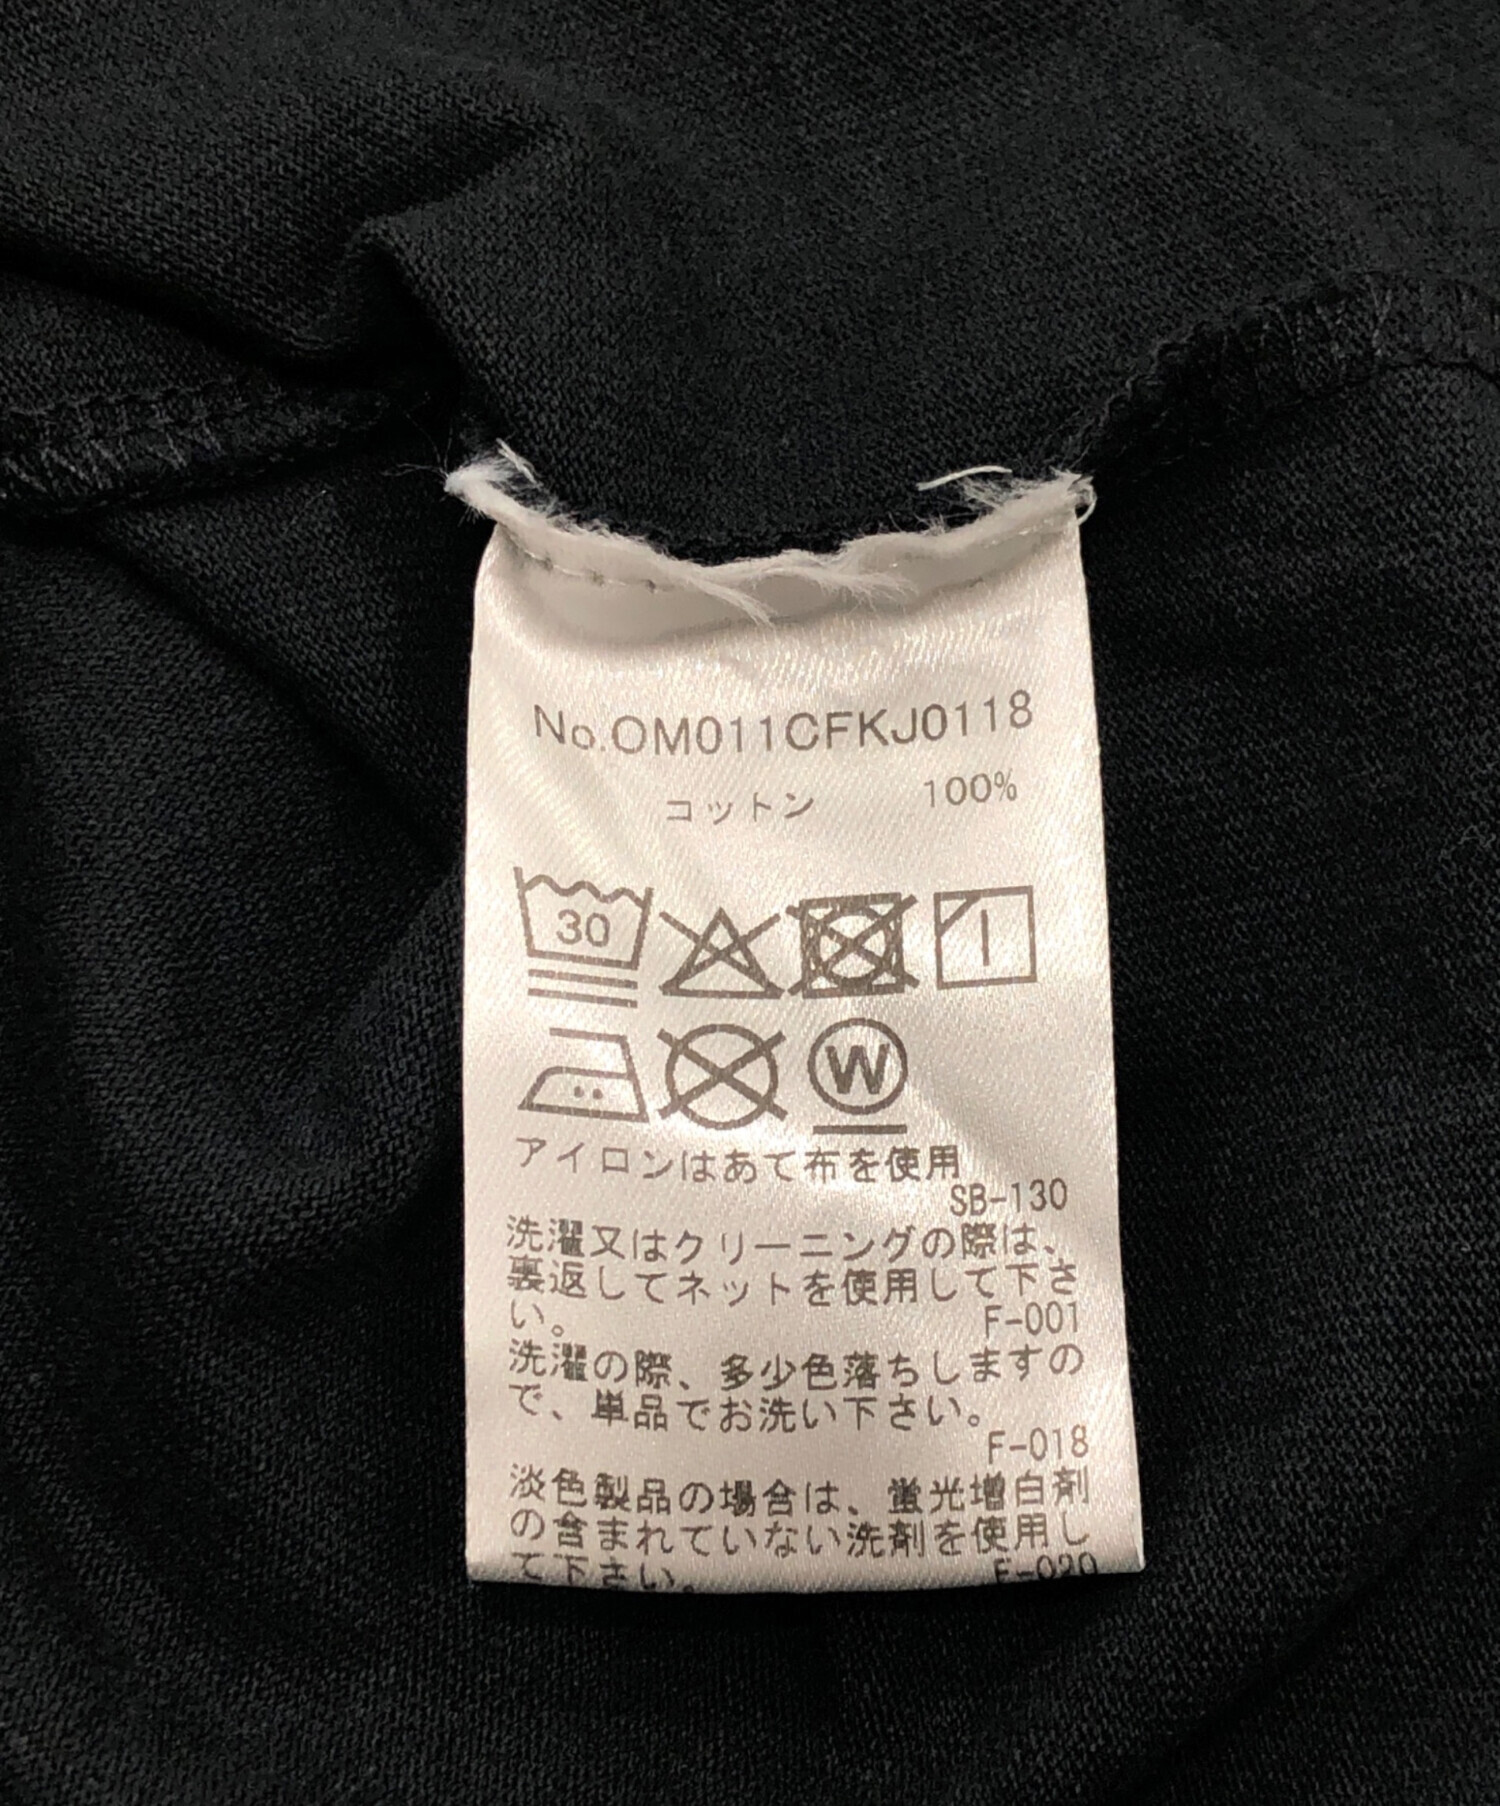 No.OM011CFKJ0118
コットン 100%
30
W
アイロンはあて布を使用
SB-130
洗濯又はクリーニングの際は、
裏返してネットを使用して下さ
い。 F-001
洗濯の際、多少色落ちしますの
で、単品でお洗い下さい。
F-018
淡色製品の場合は、蛍光増白剤
の含まれていない洗剤を使用し
て下さい。 F-020